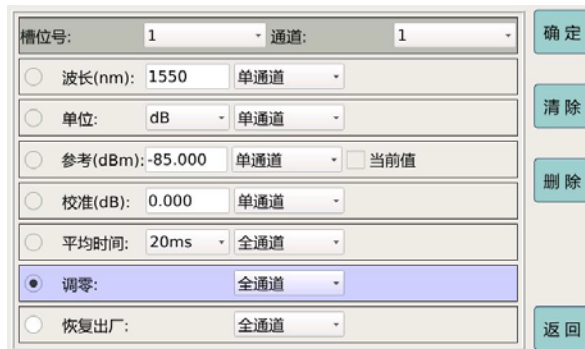 槽位号: 1 通道: 1 确定
波长(nm): 1550 单通道
单位: dB 单通道 清除
参考(dBm): -85.000 单通道 当前值
校准(dB): 0.000 单通道 删除
平均时间: 20ms 全通道
调零: 全通道
恢复出厂: 全通道 返回